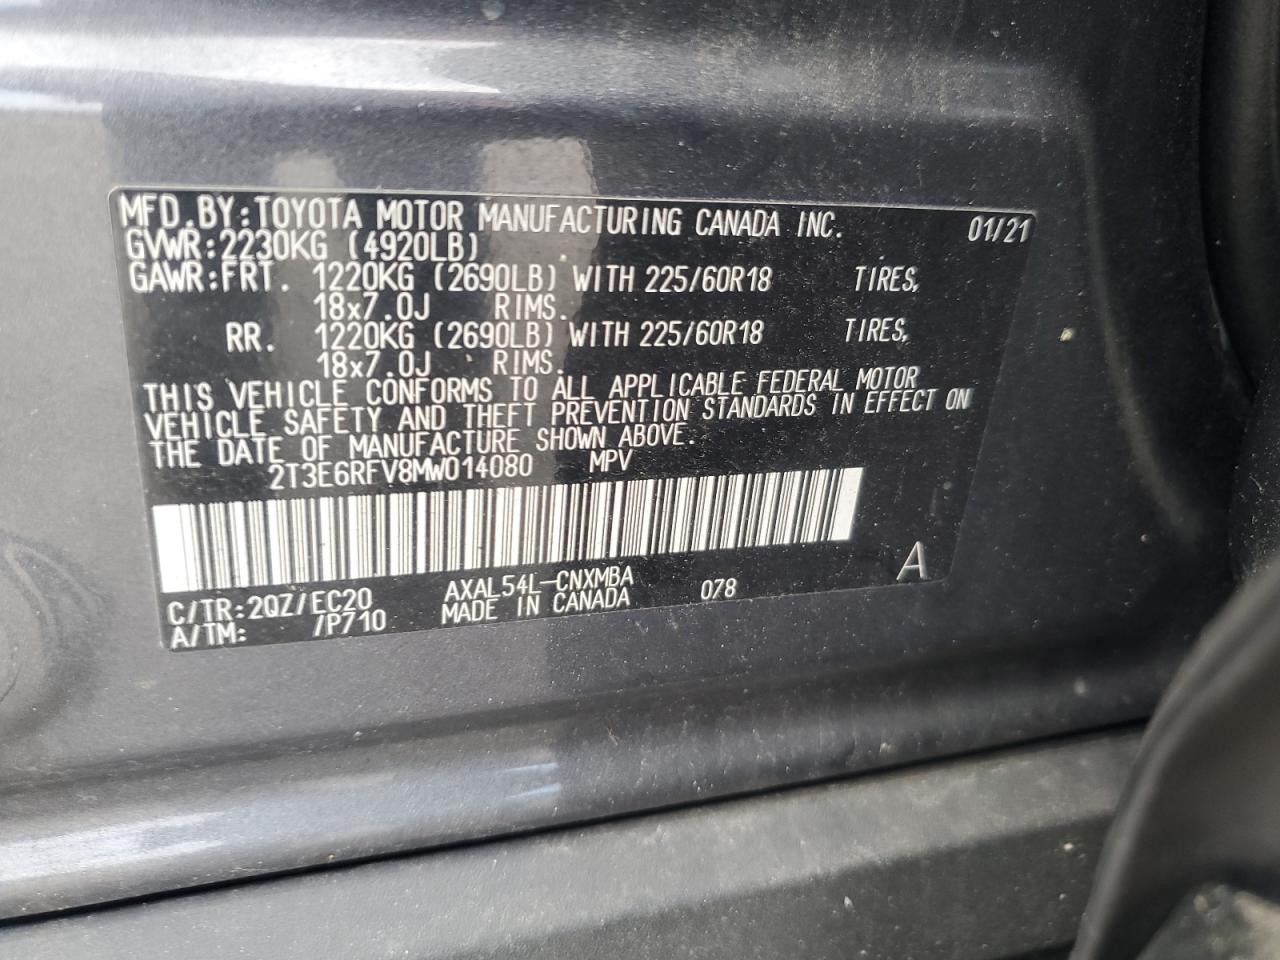 MFD.BY:TOYOTA MOTOR MANUFACTURING CANADA INC. 01/21
GVWR:2230KG (4920LB)
GAWR:FRT. 1220KG (2690LB) WITH 225/60R18 TIRES,
18x7.0J RIMS.
RR. 1220KG (2690LB) WITH 225/60R18 TIRES,
18x7.0J RIMS.
THIS VEHICLE CONFORMS TO ALL APPLICABLE FEDERAL MOTOR
VEHICLE SAFETY AND THEFT PREVENTION STANDARDS IN EFFECT ON
THE DATE OF MANUFACTURE SHOWN ABOVE.
2T3E6RFV8MW014080 MPV
A
C/TR:2QZ/EC20 AXAL54L-CNXMBA 078
A/TM: /P710 MADE IN CANADA